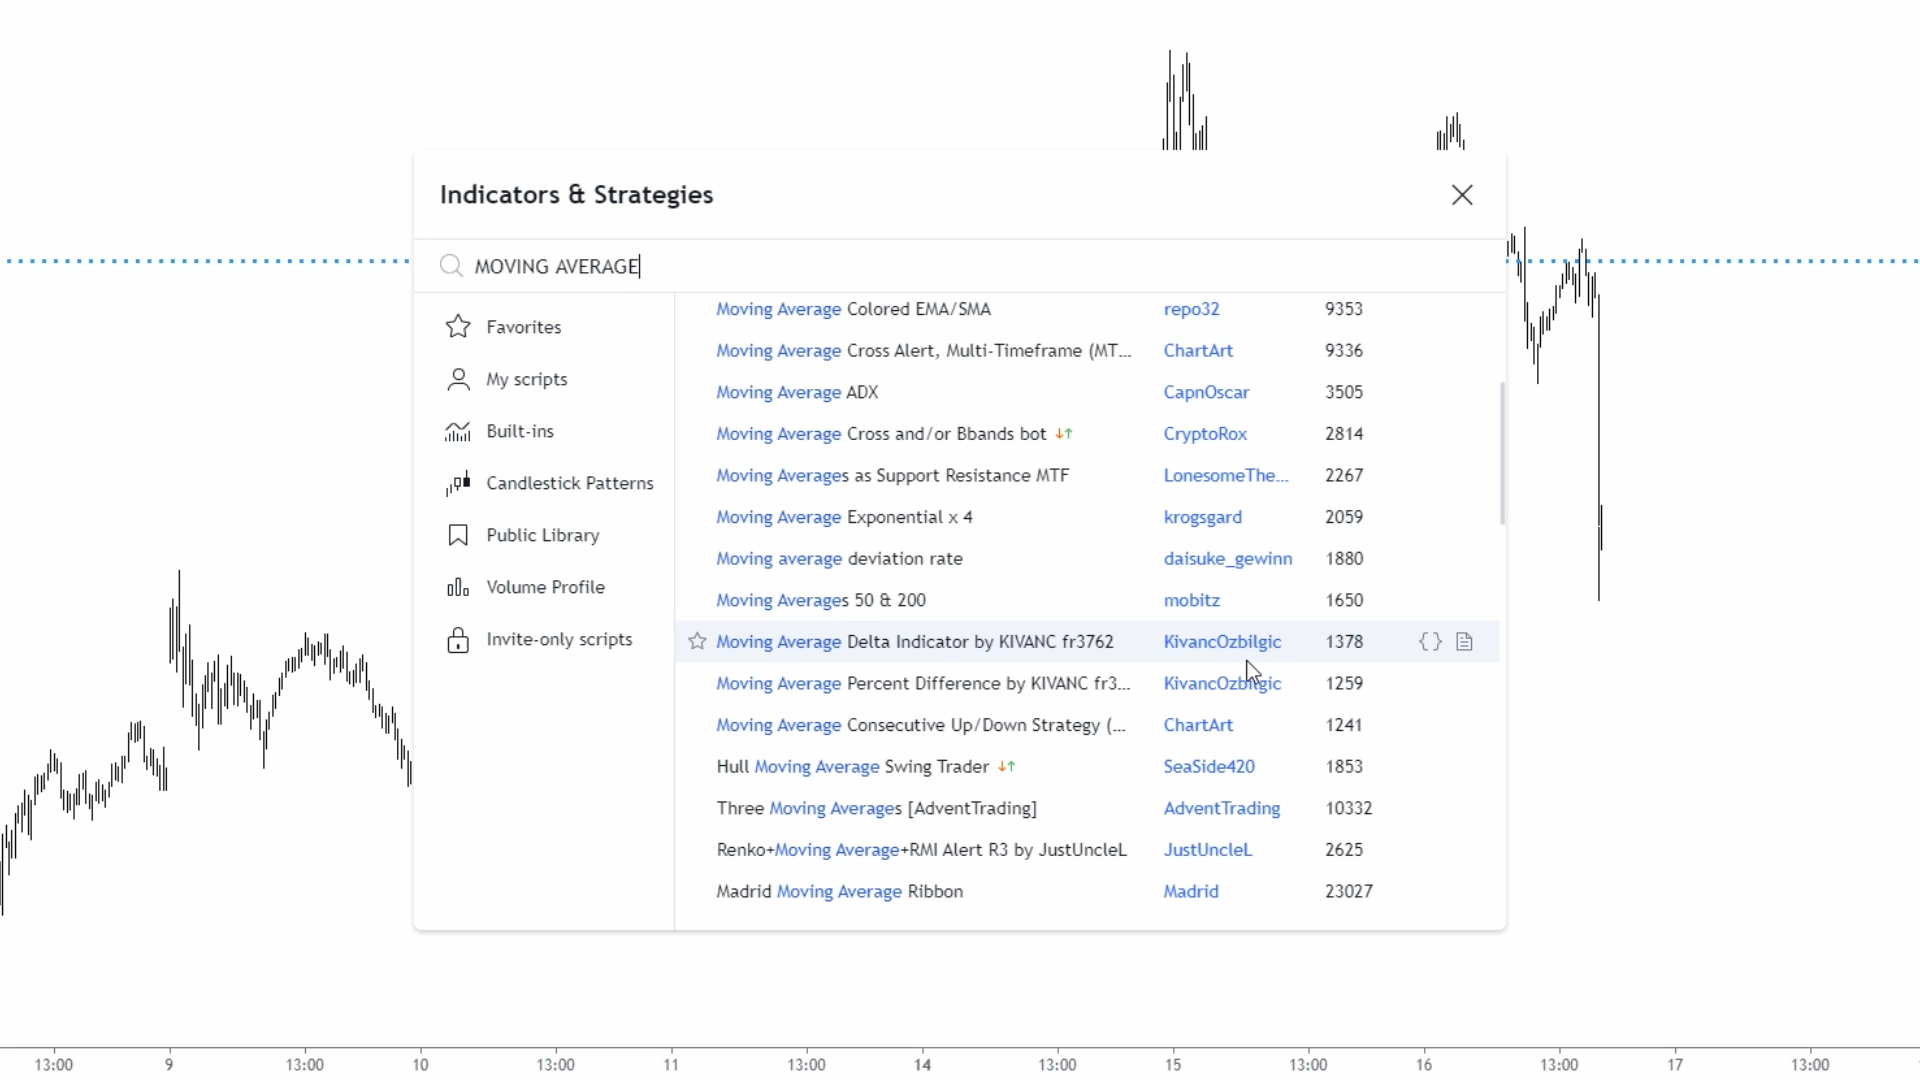 Indicators & Strategies
MOVING AVERAGE
Favorites
My scripts
Built-ins
Candlestick Patterns
Public Library
Volume Profile
Invite-only scripts
Moving Average Colored EMA/SMA repo32 9353
Moving Average Cross Alert, Multi-Timeframe (MT... ChartArt 9336
Moving Average ADX CapnOscar 3505
Moving Average Cross and/or Bbands bot CryptoRox 2814
Moving Averages as Support Resistance MTF LonesomeThe... 2267
Moving Average Exponential x 4 krogsgard 2059
Moving average deviation rate daisuke_gewinn 1880
Moving Averages 50 & 200 mobitz 1650
Moving Average Delta Indicator by KIVANC fr3762 KivancOzbilgic 1378
Moving Average Percent Difference by KIVANC fr3... KivancOzbilgic 1259
Moving Average Consecutive Up/Down Strategy (... ChartArt 1241
Hull Moving Average Swing Trader SeaSide420 1853
Three Moving Averages [AdventTrading] AdventTrading 10332
Renko+Moving Average+RMI Alert R3 by JustUncleL JustUncleL 2625
Madrid Moving Average Ribbon Madrid 23027
13:00 9 13:00 10 13:00 11 13:00 14 13:00 15 13:00 16 13:00 17 13:00